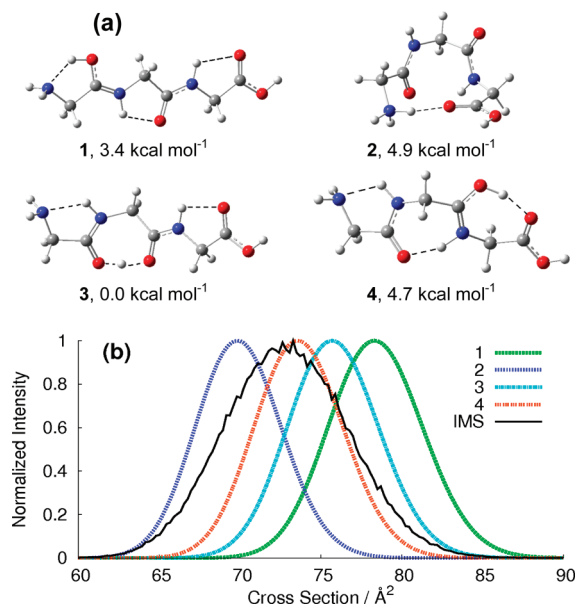 (a)
1, 3.4 kcal mol⁻¹
2, 4.9 kcal mol⁻¹
3, 0.0 kcal mol⁻¹
4, 4.7 kcal mol⁻¹
(b)
1
2
3
4
IMS
1
0.8
0.6
0.4
0.2
0
Normalized Intensity
60 65 70 75 80 85 90
Cross Section / Å²